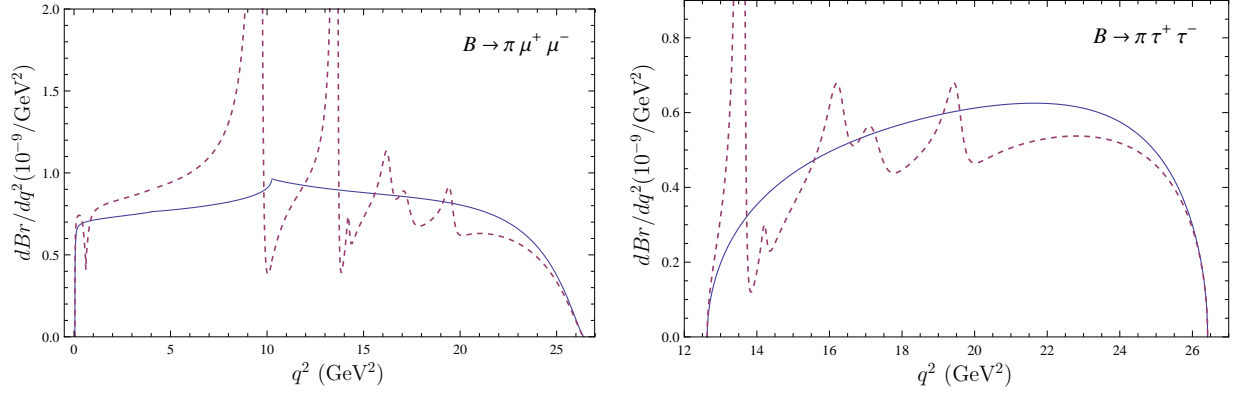 B → π μ⁺ μ⁻
dBr/dq²(10⁻⁹/GeV²)
2.0
1.5
1.0
0.5
0.0
0 5 10 15 20 25
q² (GeV²)
B → π τ⁺ τ⁻
dBr/dq²(10⁻⁹/GeV²)
0.8
0.6
0.4
0.2
0.0
12 14 16 18 20 22 24 26
q² (GeV²)